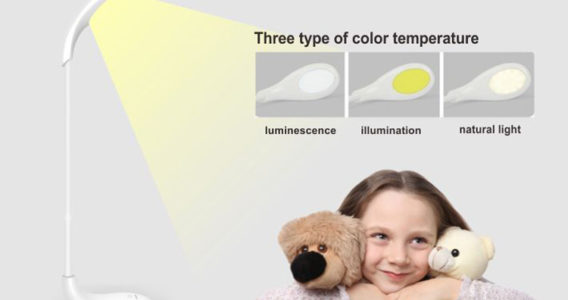 Three type of color temperature
luminescence
illumination
natural light